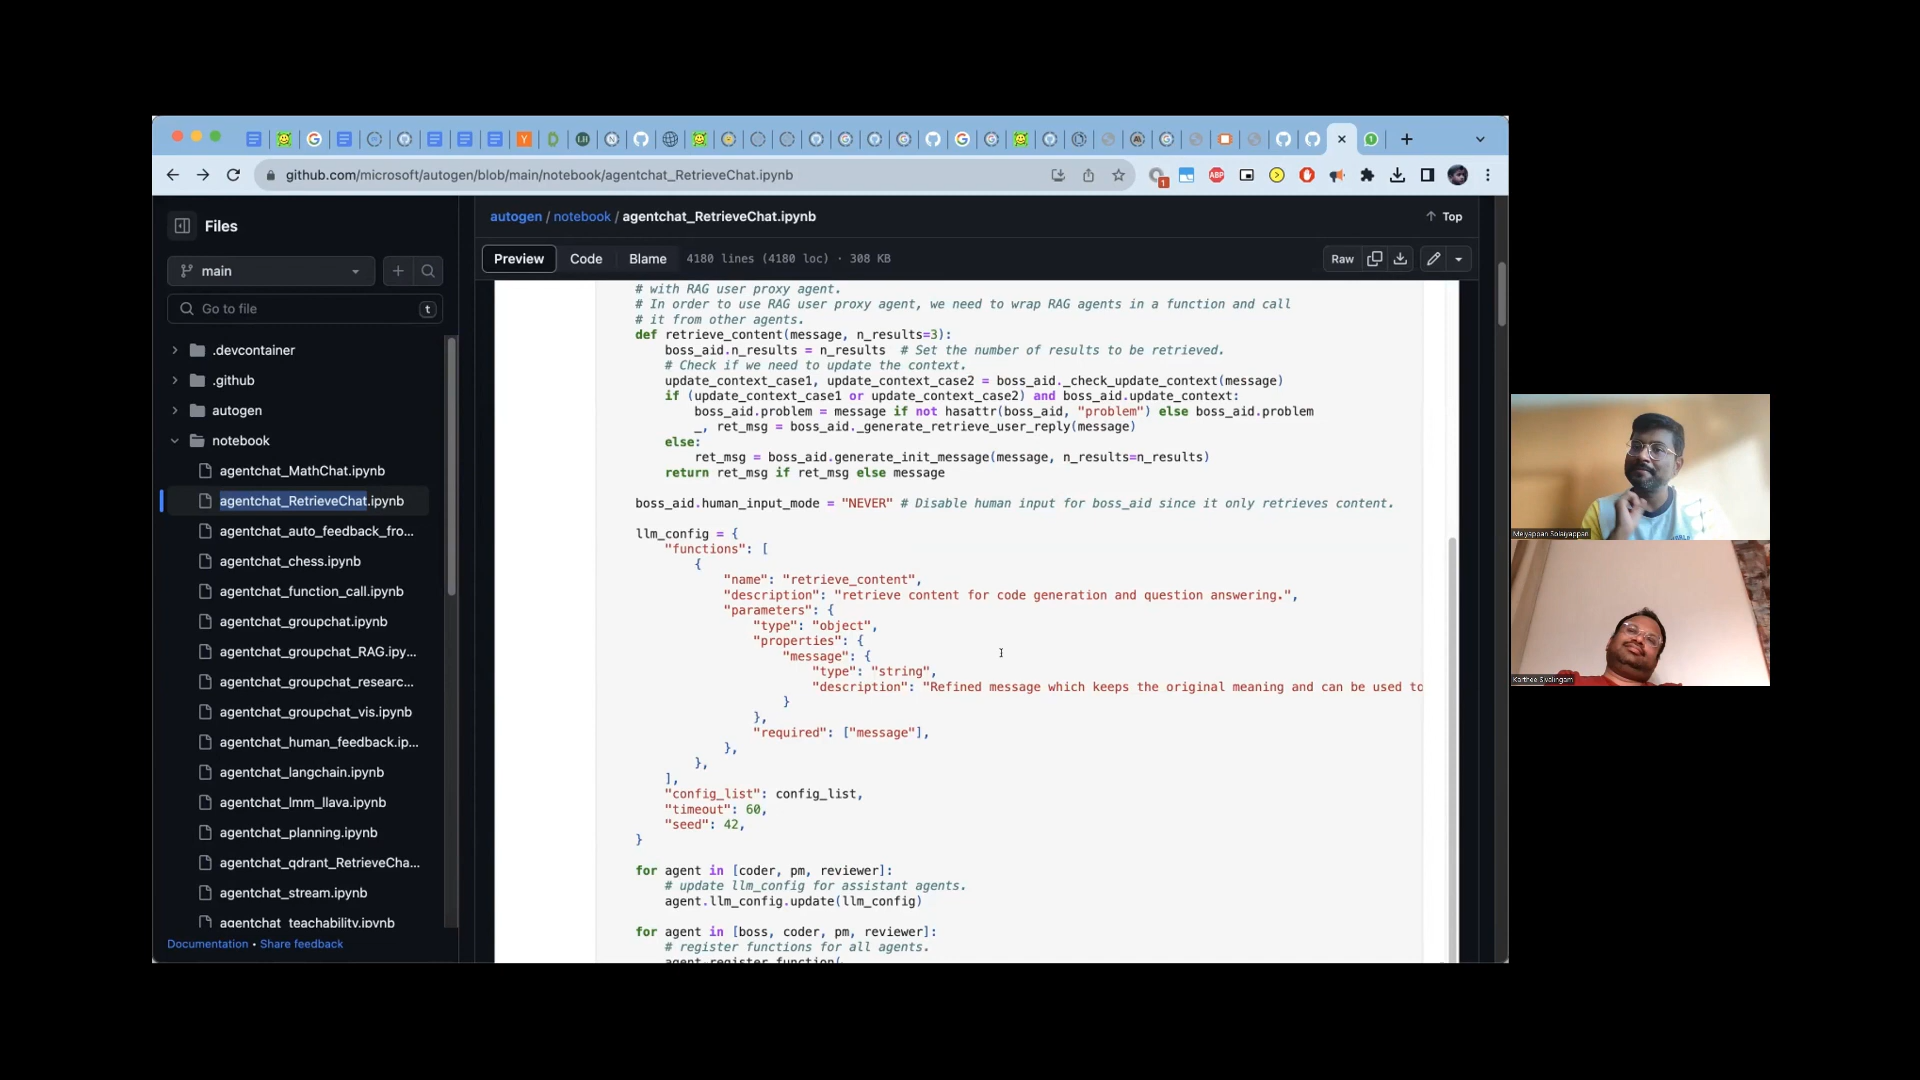 github.com/microsoft/autogen/blob/main/notebook/agentchat_RetrieveChat.ipynb
1
ABP
Files
main
Go to file
t
.devcontainer
.github
autogen
notebook
agentchat_MathChat.ipynb
agentchat_RetrieveChat.ipynb
agentchat_auto_feedback_fro...
agentchat_chess.ipynb
agentchat_function_call.ipynb
agentchat_groupchat.ipynb
agentchat_groupchat_RAG.ipy...
agentchat_groupchat_researc...
agentchat_groupchat_vis.ipynb
agentchat_human_feedback.ip...
agentchat_langchain.ipynb
agentchat_lmm_llava.ipynb
agentchat_planning.ipynb
agentchat_qdrant_RetrieveCha...
agentchat_stream.ipynb
agentchat_teachability.ipynb
Documentation • Share feedback
autogen / notebook / agentchat_RetrieveChat.ipynb
Top
Preview Code Blame 4180 lines (4180 loc) · 308 KB
Raw
# with RAG user proxy agent.
# In order to use RAG user proxy agent, we need to wrap RAG agents in a function and call
# it from other agents.
def retrieve_content(message, n_results=3):
boss_aid.n_results = n_results # Set the number of results to be retrieved.
# Check if we need to update the context.
update_context_case1, update_context_case2 = boss_aid._check_update_context(message)
if (update_context_case1 or update_context_case2) and boss_aid.update_context:
boss_aid.problem = message if not hasattr(boss_aid, "problem") else boss_aid.problem
_, ret_msg = boss_aid._generate_retrieve_user_reply(message)
else:
ret_msg = boss_aid.generate_init_message(message, n_results=n_results)
return ret_msg if ret_msg else message
boss_aid.human_input_mode = "NEVER" # Disable human input for boss_aid since it only retrieves content.
llm_config = {
"functions": [
{
"name": "retrieve_content",
"description": "retrieve content for code generation and question answering.",
"parameters": {
"type": "object",
"properties": {
"message": {
"type": "string",
"description": "Refined message which keeps the original meaning and can be used to
}
},
"required": ["message"],
},
},
],
"config_list": config_list,
"timeout": 60,
"seed": 42,
}
for agent in [coder, pm, reviewer]:
# update llm_config for assistant agents.
agent.llm_config.update(llm_config)
for agent in [boss, coder, pm, reviewer]:
# register functions for all agents.
agent.register_function(
Meiyappan Solaiyappan
Karthee Sivalingam